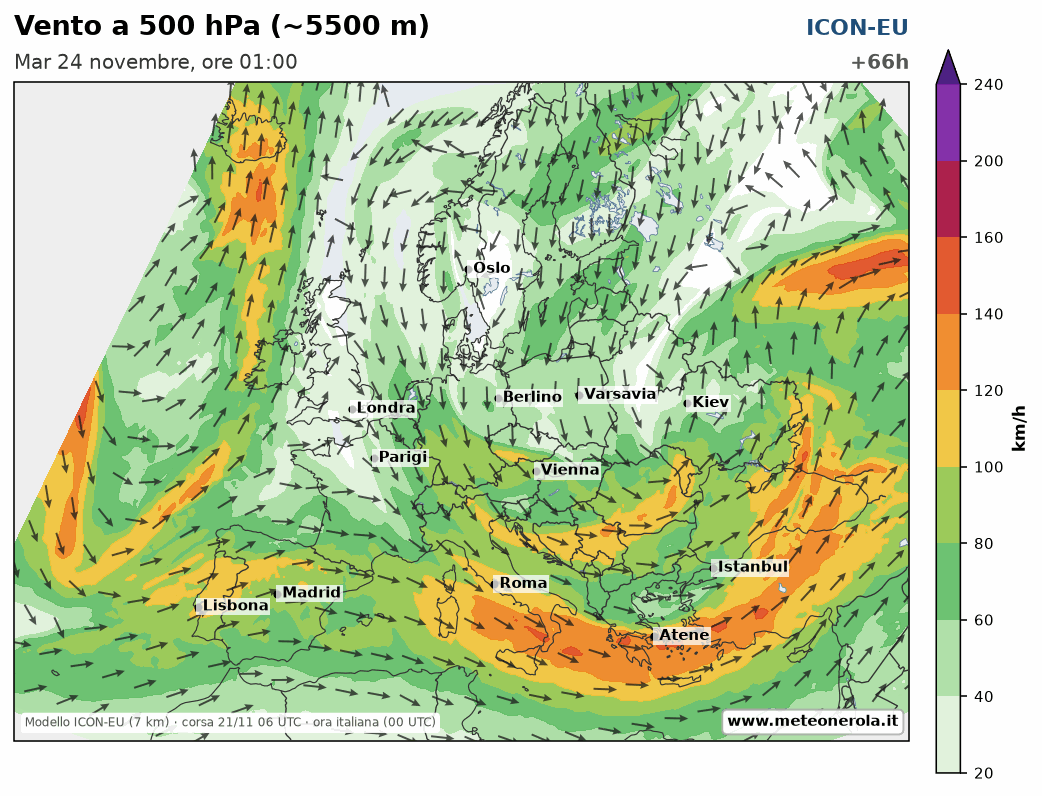 Vento a 500 hPa (~5500 m)
ICON-EU
Mar 24 novembre, ore 01:00
+66h
240
200
160
140
120
100
80
60
40
20
km/h
Oslo
Berlino
Varsavia
Kiev
Londra
Parigi
Vienna
Istanbul
Roma
Madrid
Lisbona
Atene
Modello ICON-EU (7 km) · corsa 21/11 06 UTC · ora italiana (00 UTC)
www.meteonerola.it